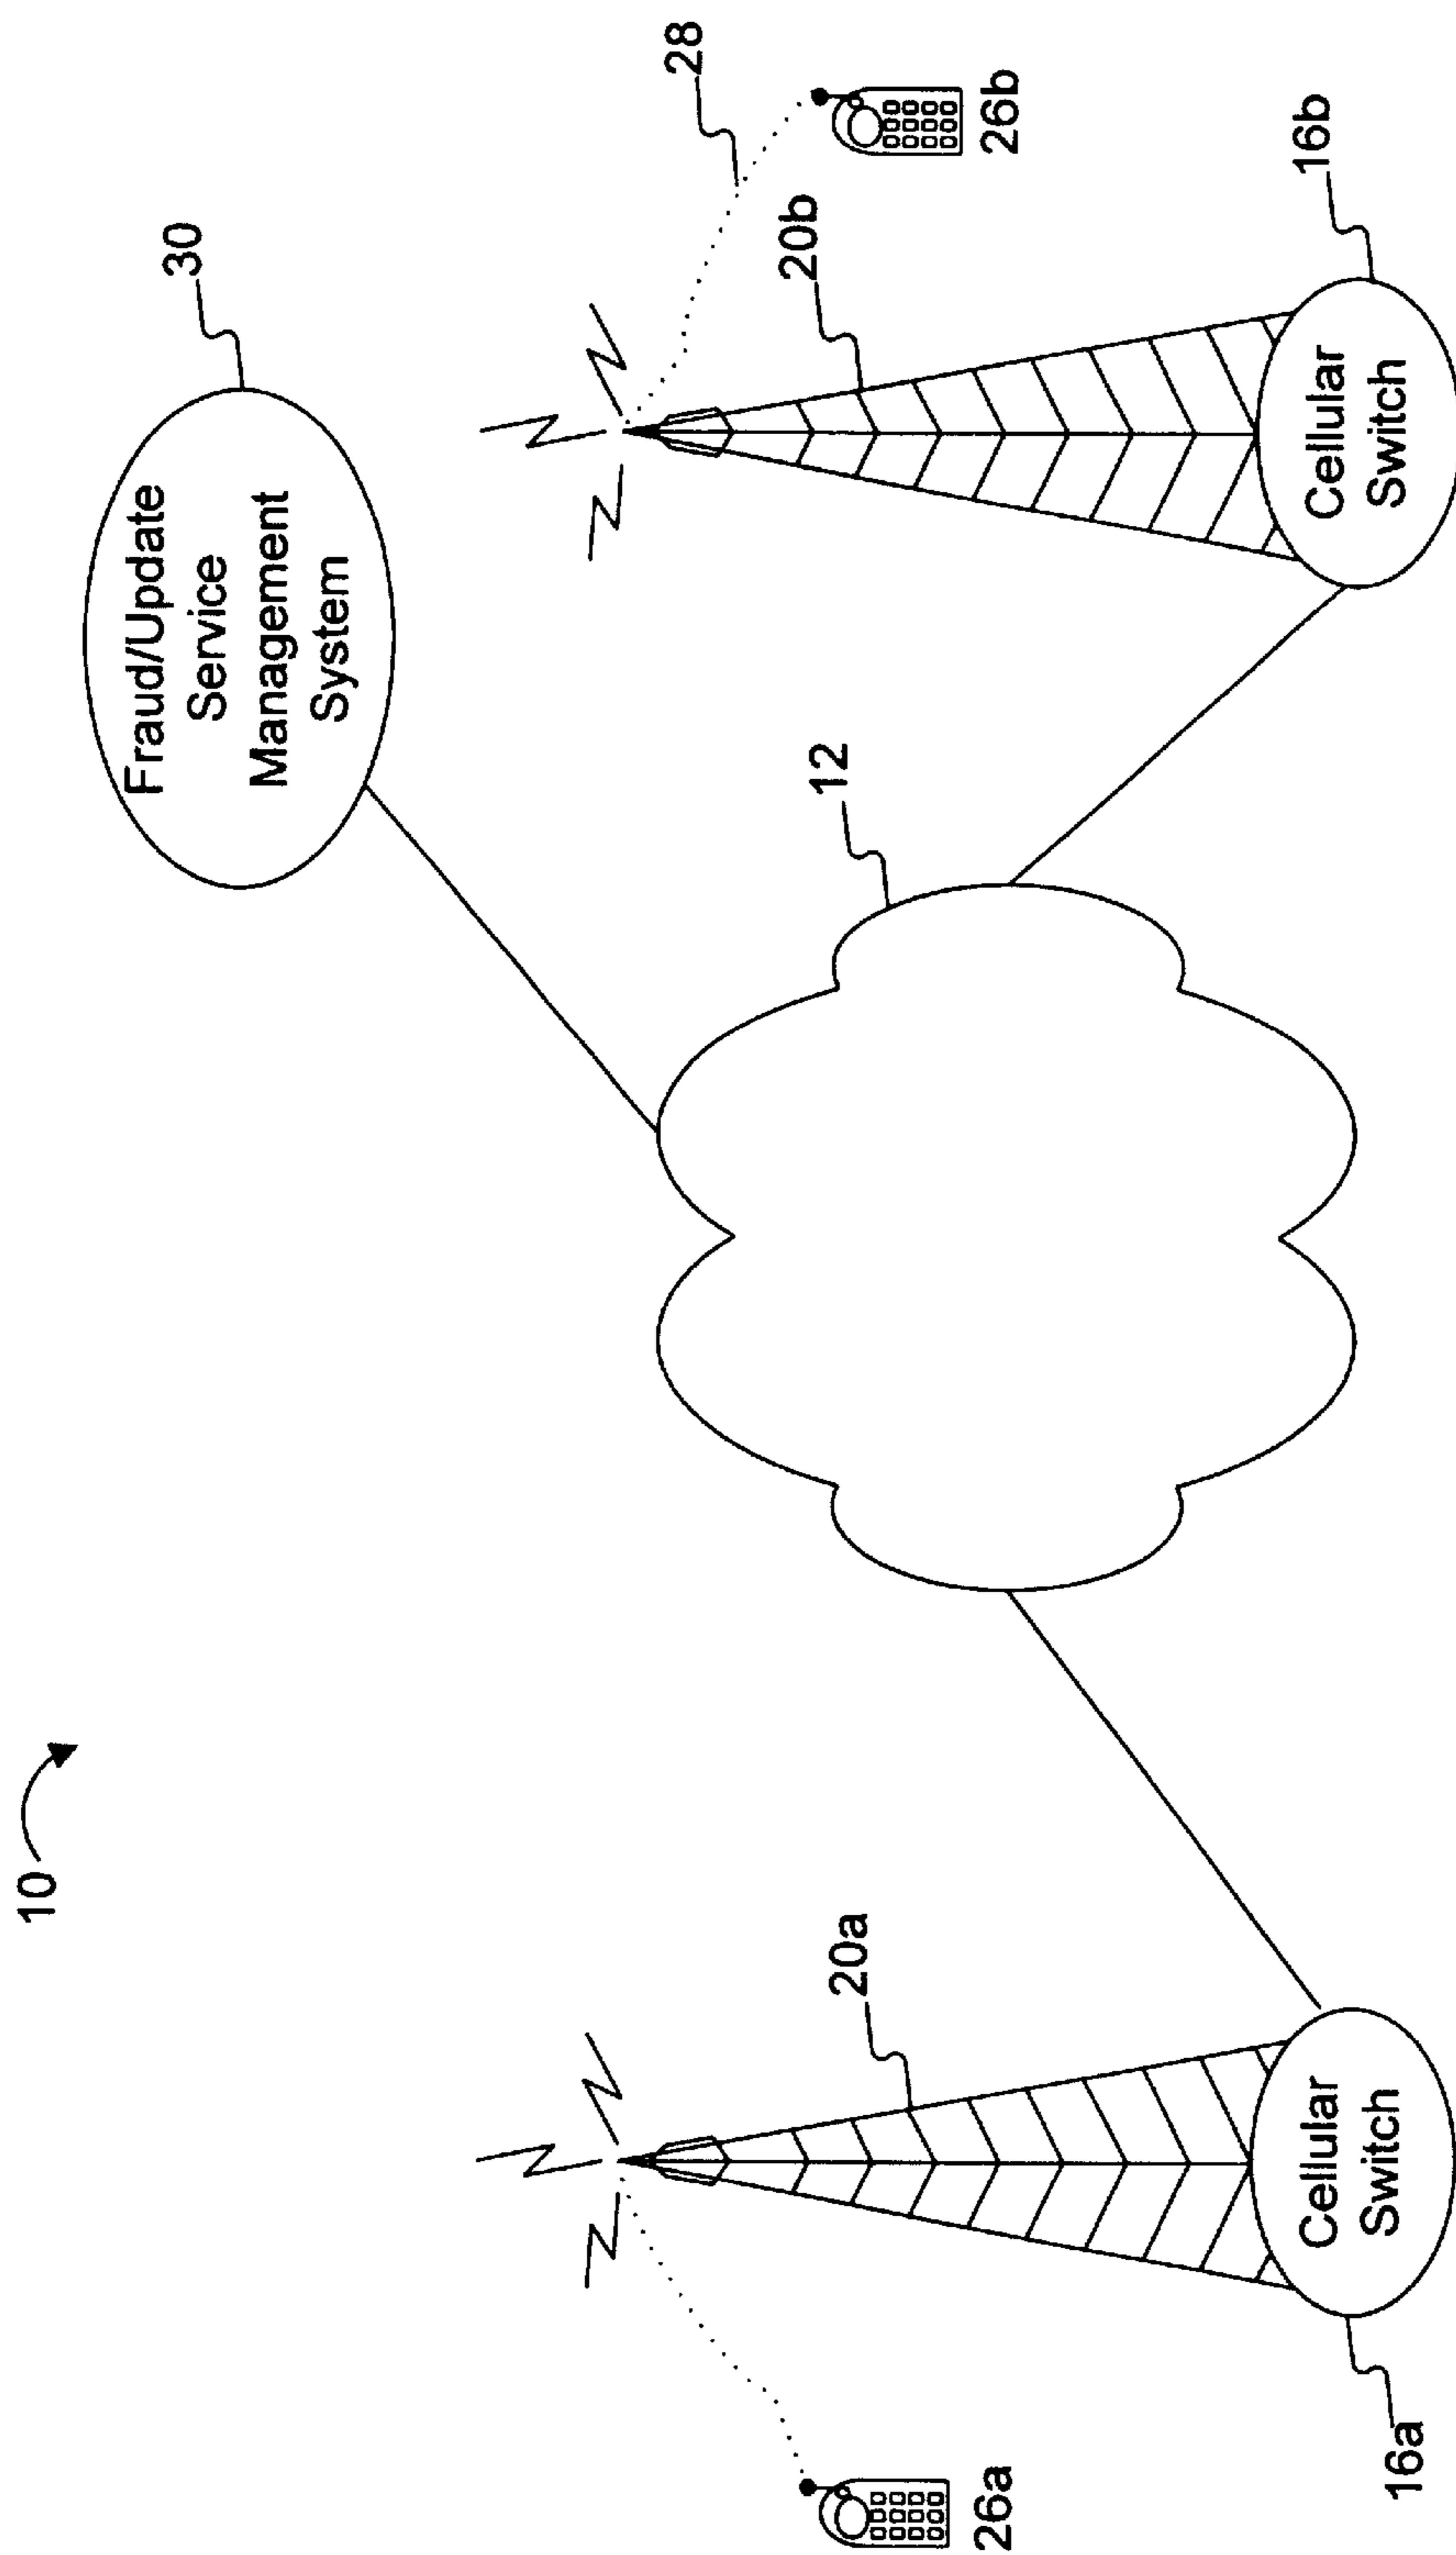 10
30
Fraud/Update
Service
Management
System
28
26b
20b
16b
Cellular
Switch
12
20a
26a
Cellular
Switch
16a